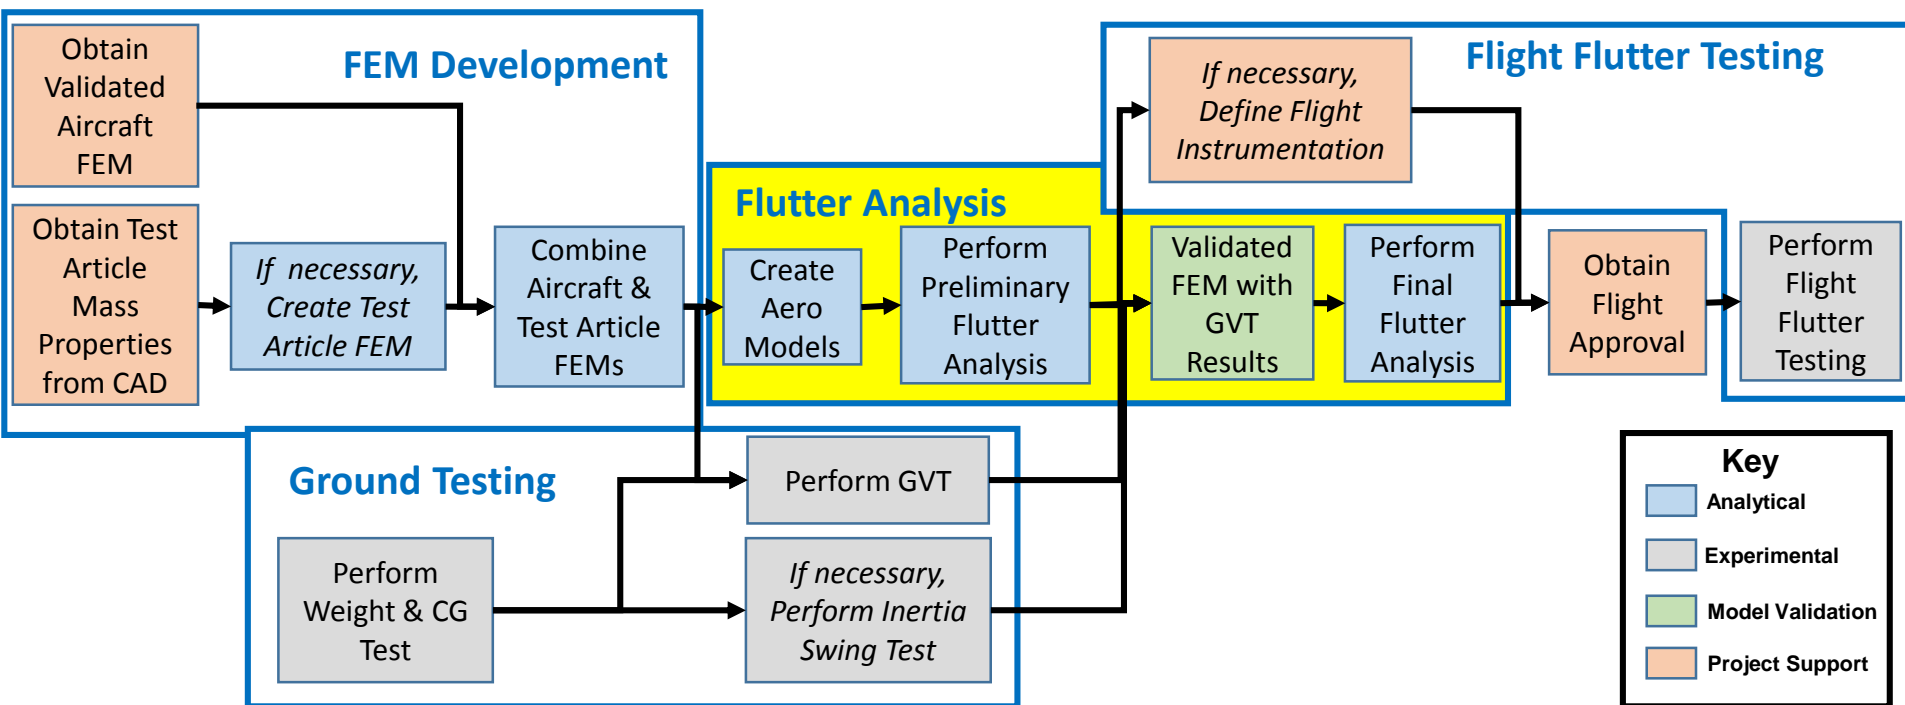 FEM Development
Obtain
Validated
Aircraft
FEM
Obtain Test
Article
Mass
Properties
from CAD
If necessary,
Create Test
Article FEM
Combine
Aircraft &
Test Article
FEMs
Flutter Analysis
Create
Aero
Models
Perform
Preliminary
Flutter
Analysis
Validated
FEM with
GVT
Results
Perform
Final
Flutter
Analysis
Flight Flutter Testing
If necessary,
Define Flight
Instrumentation
Obtain
Flight
Approval
Perform
Flight
Flutter
Testing
Ground Testing
Perform GVT
Perform
Weight & CG
Test
If necessary,
Perform Inertia
Swing Test
Key
Analytical
Experimental
Model Validation
Project Support